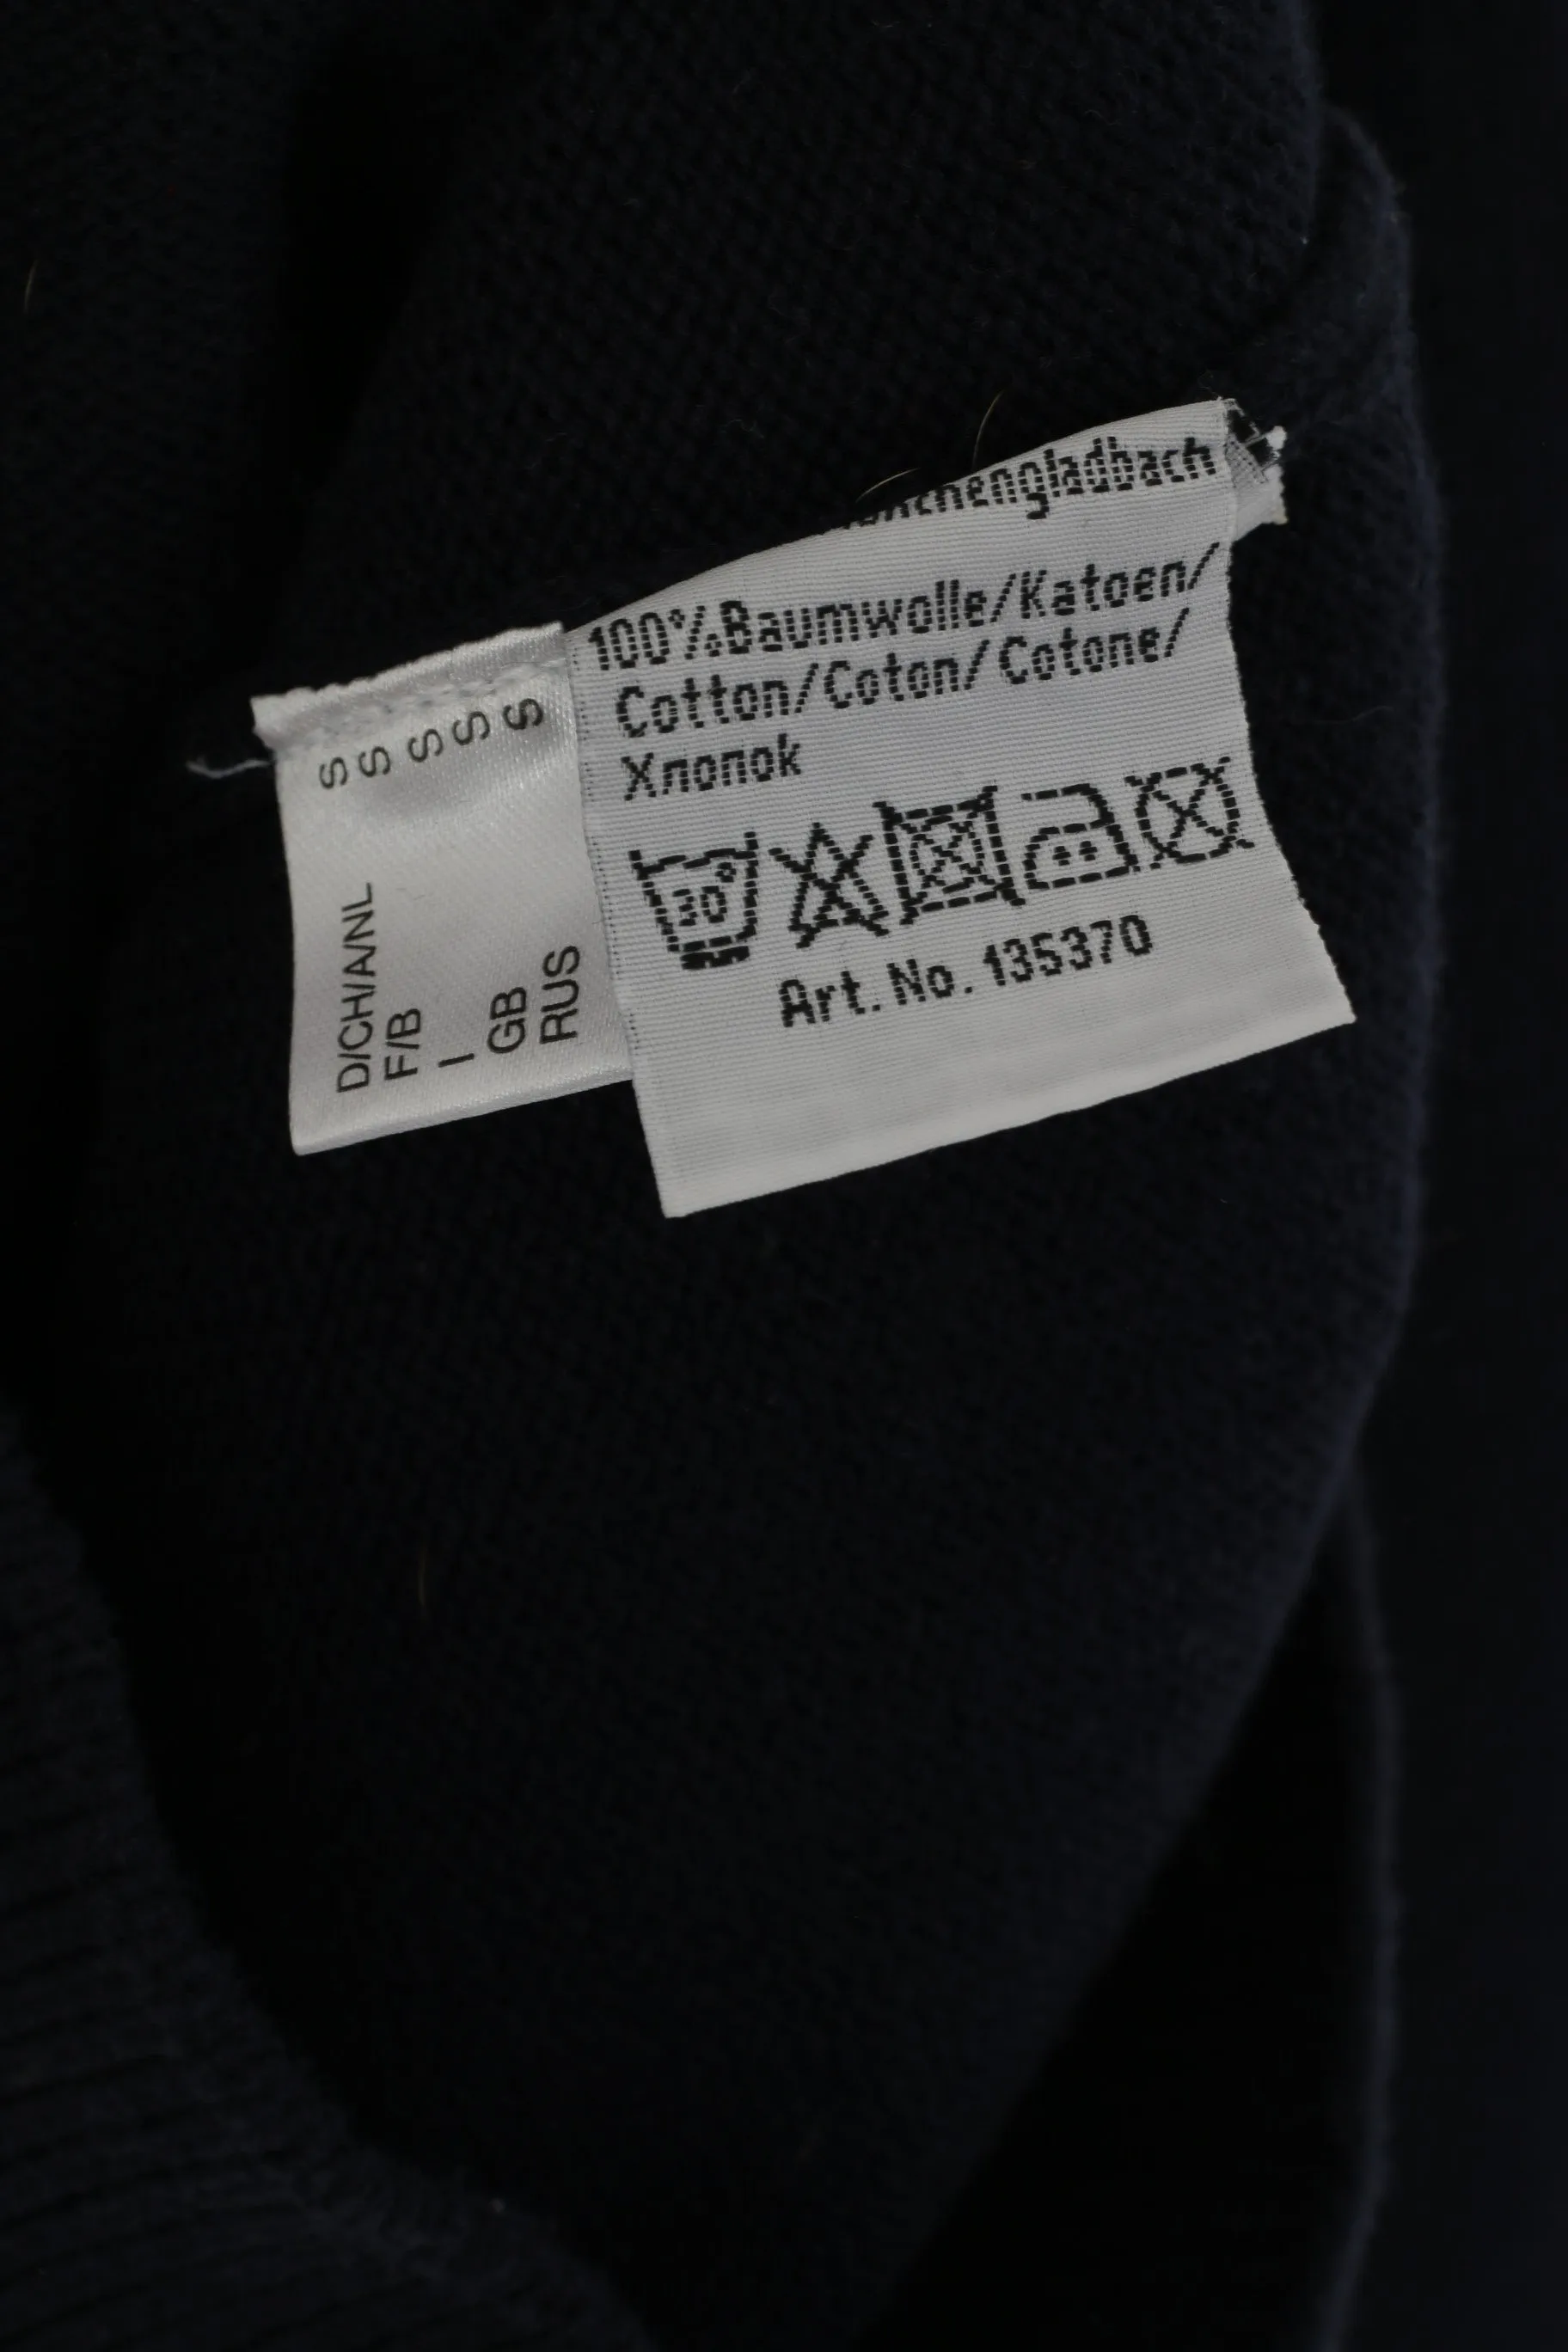 100%Baumwolle/Katoen/
Cotton/Coton/Cotone/
Хлопок
30°
Art. No. 135370
D/CH/A/NL S
F/B S
I S
GB S
RUS S